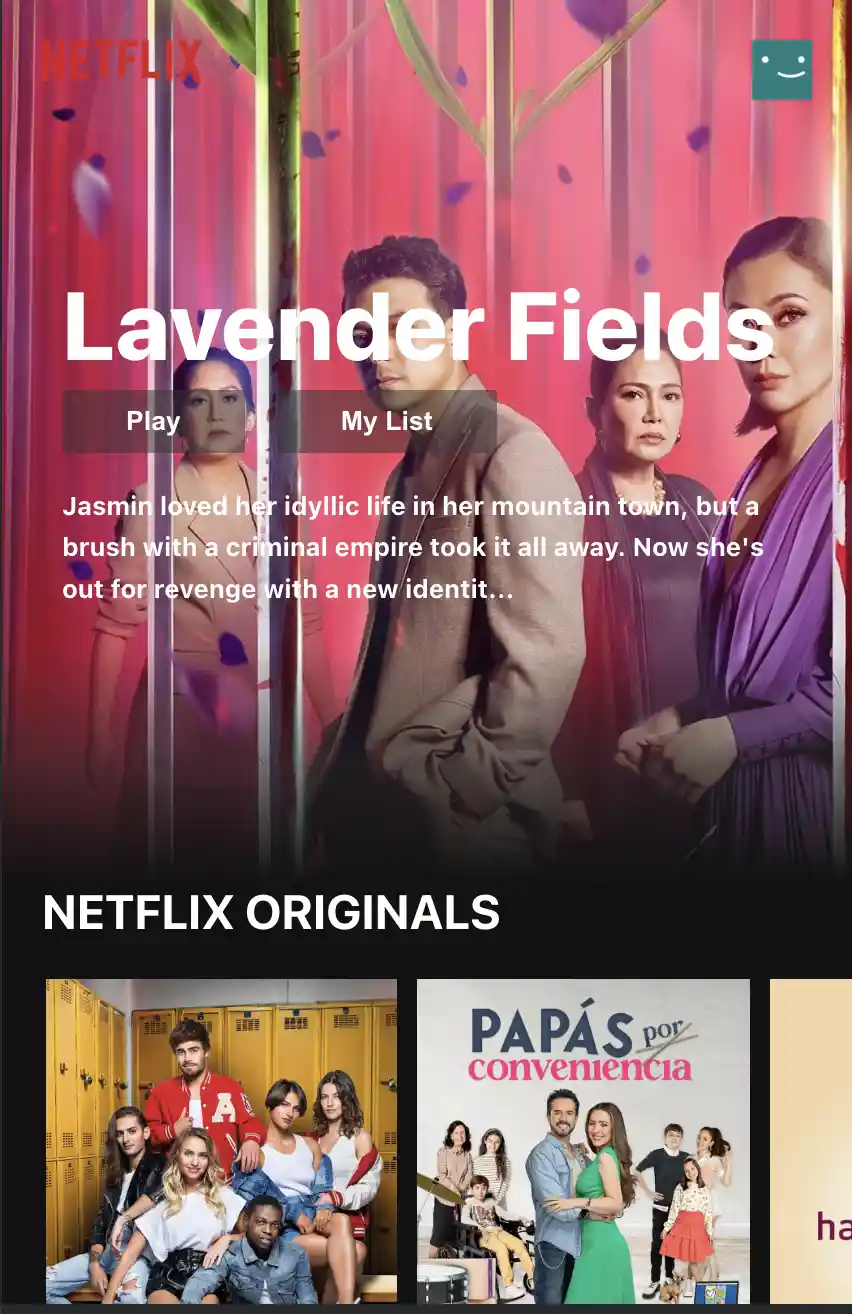 NETFLIX
Lavender Fields
Play
My List
Jasmin loved her idyllic life in her mountain town, but a
brush with a criminal empire took it all away. Now she's
out for revenge with a new identit...
NETFLIX ORIGINALS
A
PAPÁS por
conveniencia
ha